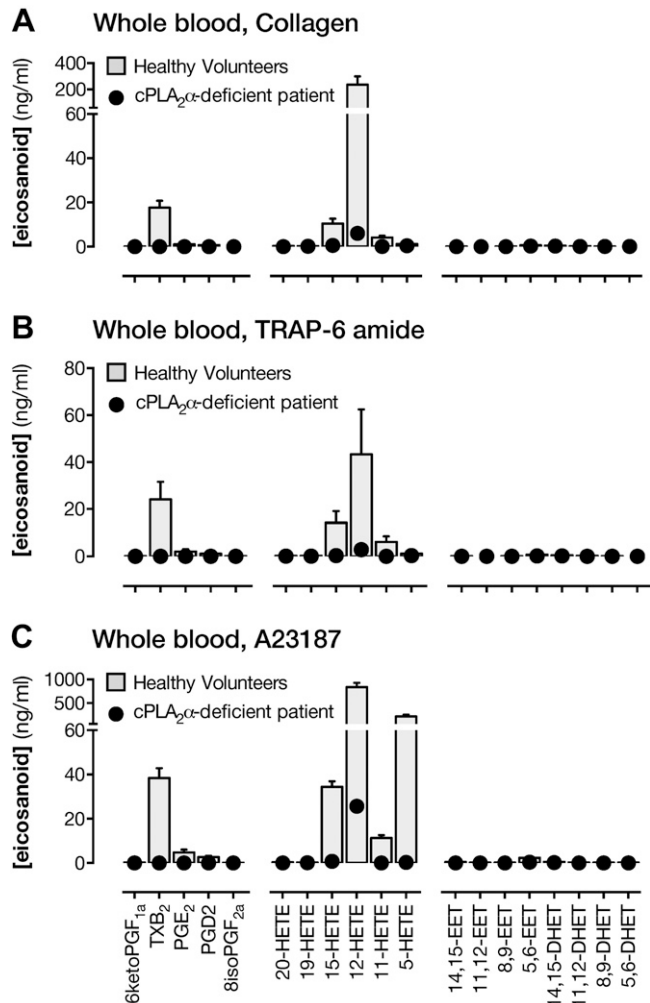 A Whole blood, Collagen
[eicosanoid] (ng/ml)
400
200
60
40
20
0
Healthy Volunteers
cPLA₂α-deficient patient
B Whole blood, TRAP-6 amide
[eicosanoid] (ng/ml)
80
60
40
20
0
Healthy Volunteers
cPLA₂α-deficient patient
C Whole blood, A23187
[eicosanoid] (ng/ml)
1000
500
60
40
20
0
Healthy Volunteers
cPLA₂α-deficient patient
6ketoPGF₁ₐ
TXB₂
PGE₂
PGD2
8isoPGF₂ₐ
20-HETE
19-HETE
15-HETE
12-HETE
11-HETE
5-HETE
14,15-EET
11,12-EET
8,9-EET
5,6-EET
14,15-DHET
11,12-DHET
8,9-DHET
5,6-DHET